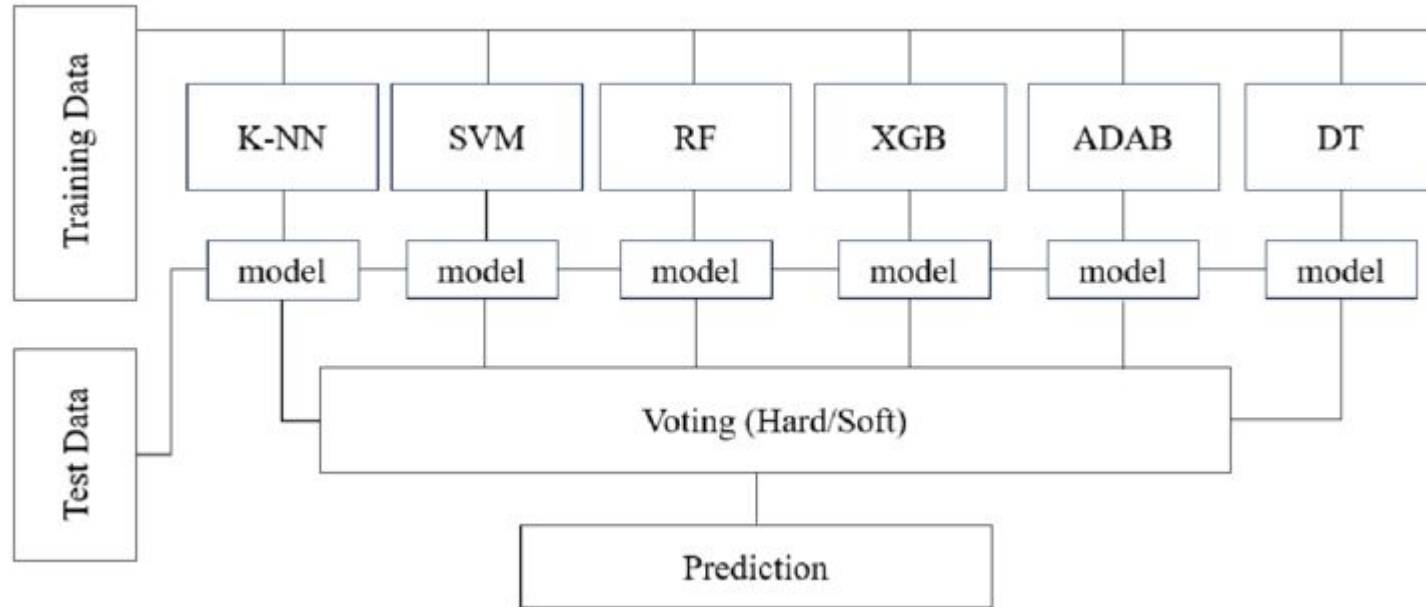 Training Data
K-NN
SVM
RF
XGB
ADAB
DT
model
model
model
model
model
model
Test Data
Voting (Hard/Soft)
Prediction